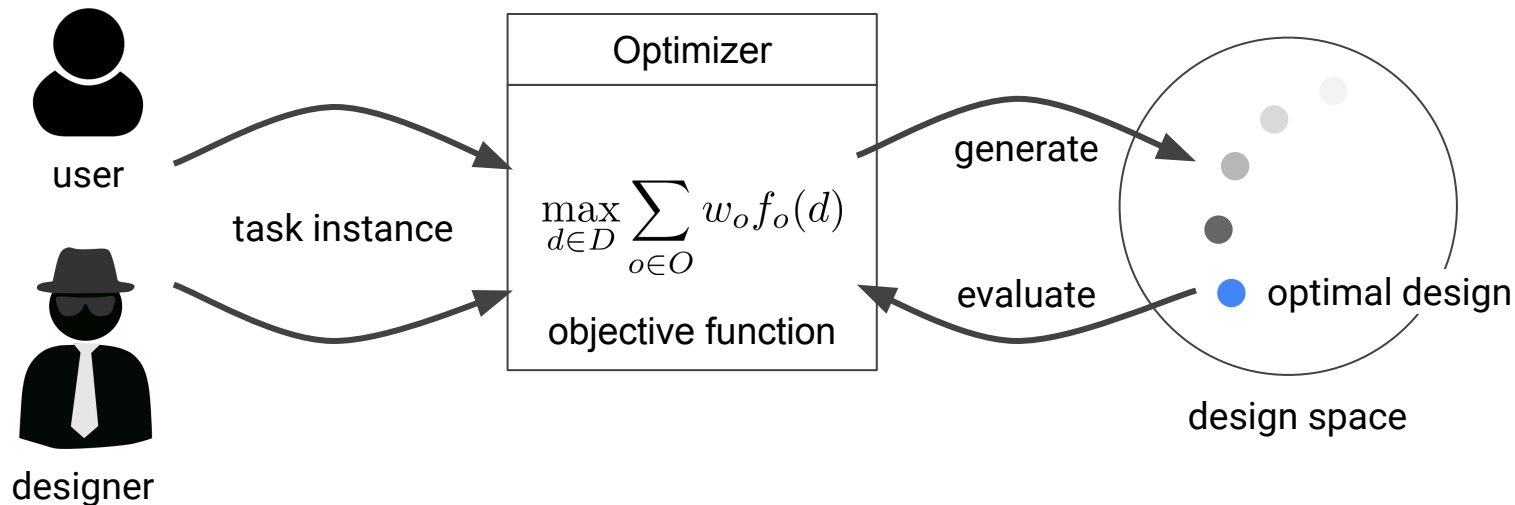 user
designer
task instance
Optimizer
max d∈D ∑ o∈O w_o f_o(d)
objective function
generate
evaluate
optimal design
design space